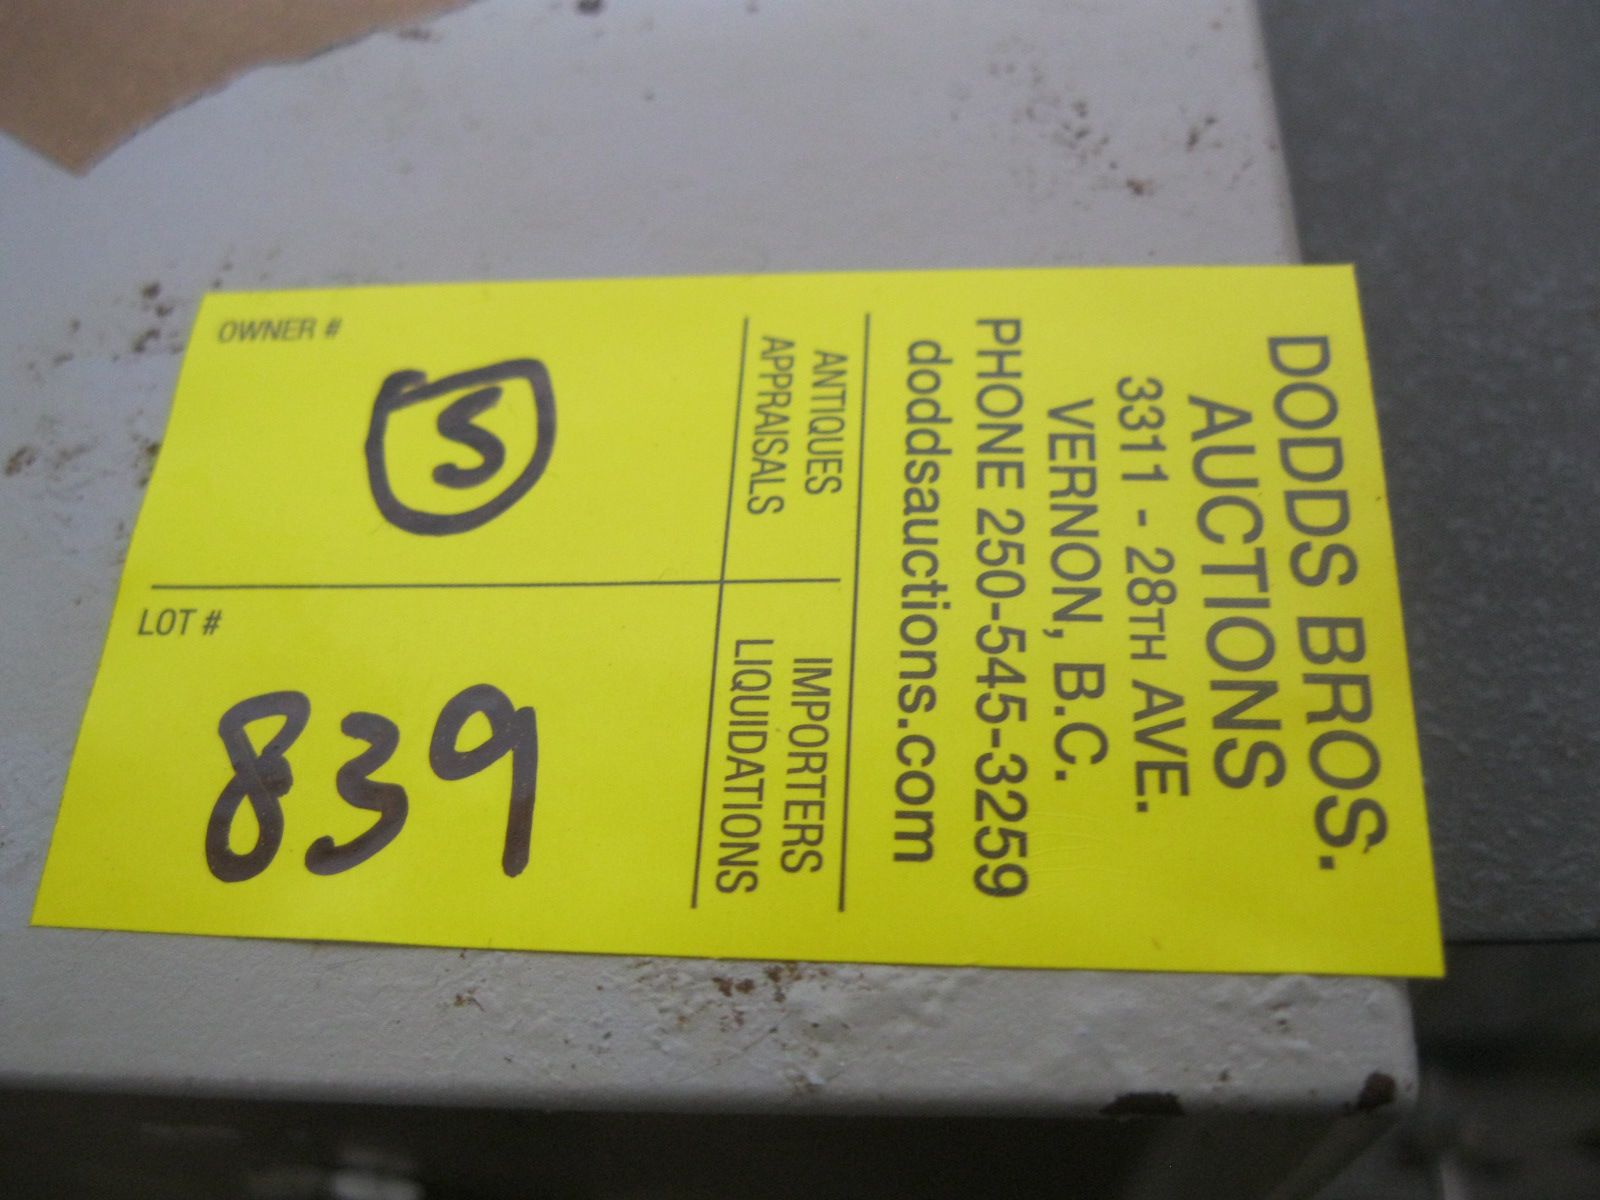 DODDS BROS.
AUCTIONS
3311 - 28TH AVE.
VERNON, B.C.
PHONE 250-545-3259
doddsauctions.com
ANTIQUES
APPRAISALS
IMPORTERS
LIQUIDATIONS
OWNER #
S
LOT #
839